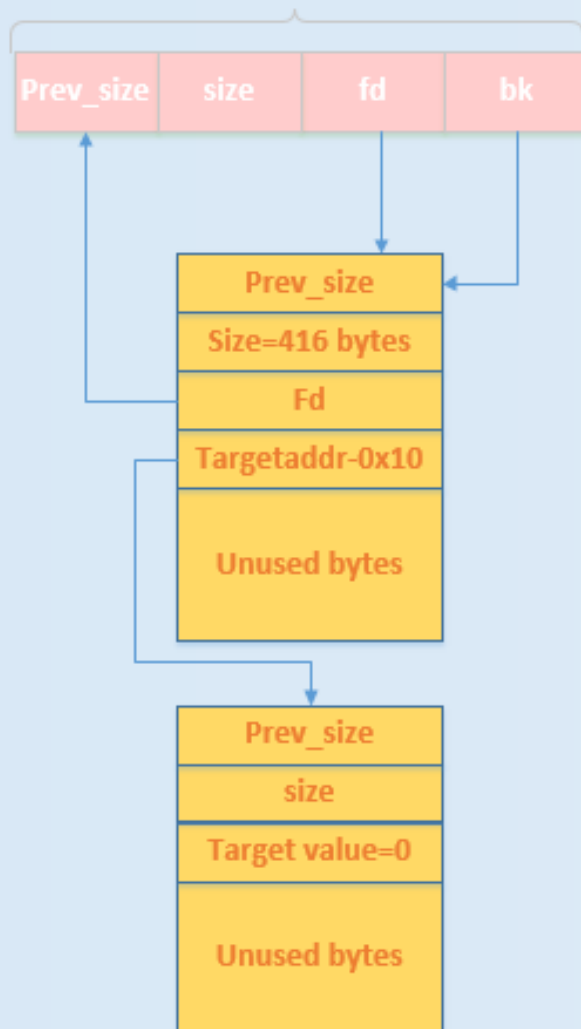 Prev_size size fd bk
Prev_size
Size=416 bytes
Fd
Targetaddr-0x10
Unused bytes
Prev_size
size
Target value=0
Unused bytes